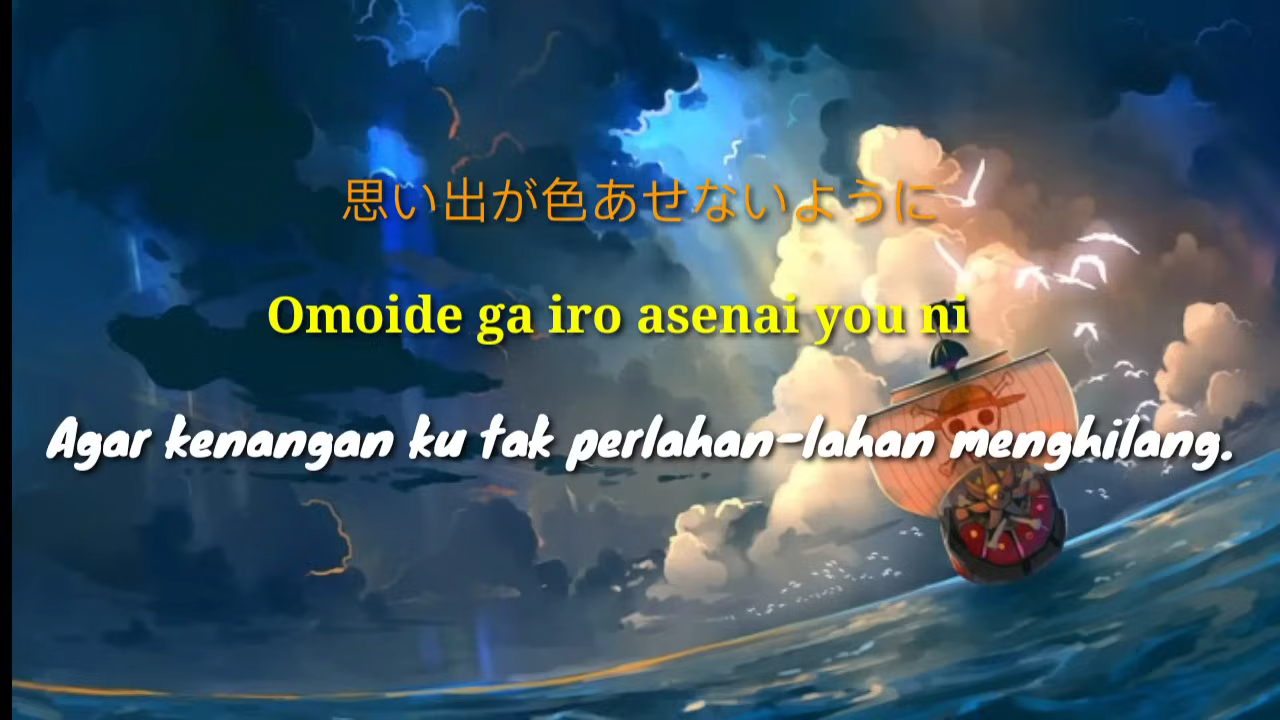 思い出が色あせないように
Omoide ga iro asenai you ni
Agar kenangan ku tak perlahan-lahan menghilang.